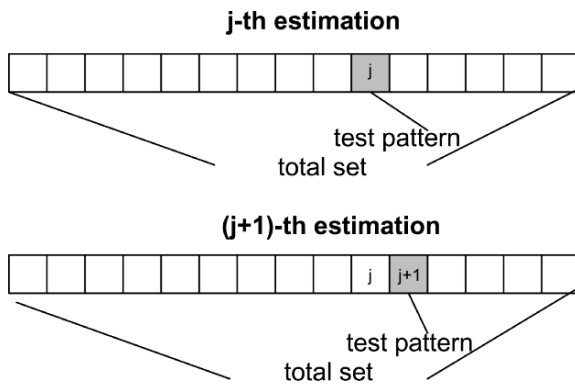 j-th estimation
j
test pattern
total set
(j+1)-th estimation
j j+1
test pattern
total set